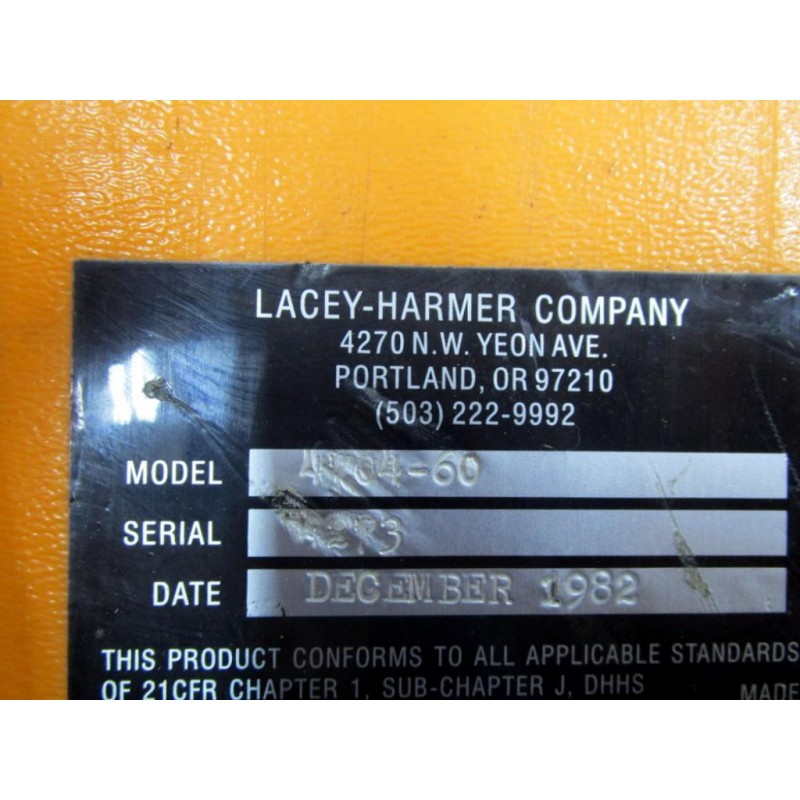 LACEY-HARMER COMPANY
4270 N.W. YEON AVE.
PORTLAND, OR 97210
(503) 222-9992
MODEL
SERIAL
DATE DECEMBER 1982
THIS PRODUCT CONFORMS TO ALL APPLICABLE STANDARDS
OF 21CFR CHAPTER 1, SUB-CHAPTER J, DHHS MADE